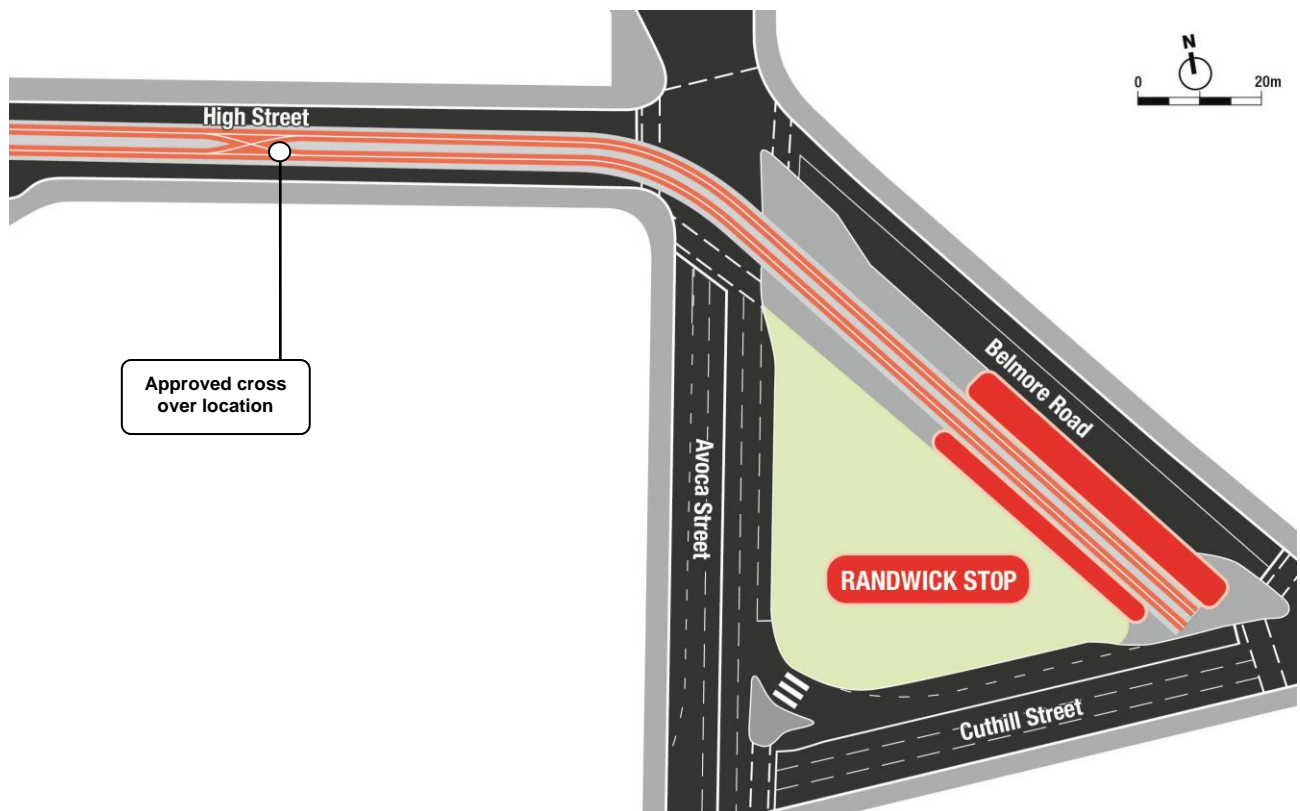 N
0 20m
High Street
Approved cross
over location
Belmore Road
Avoca Street
RANDWICK STOP
Cuthill Street